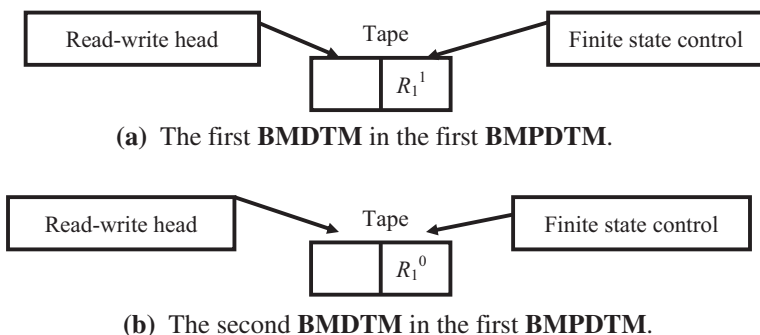 Tape
Read-write head Finite state control
R₁¹
(a) The first BMDTM in the first BMPDTM.
Tape
Read-write head Finite state control
R₁⁰
(b) The second BMDTM in the first BMPDTM.